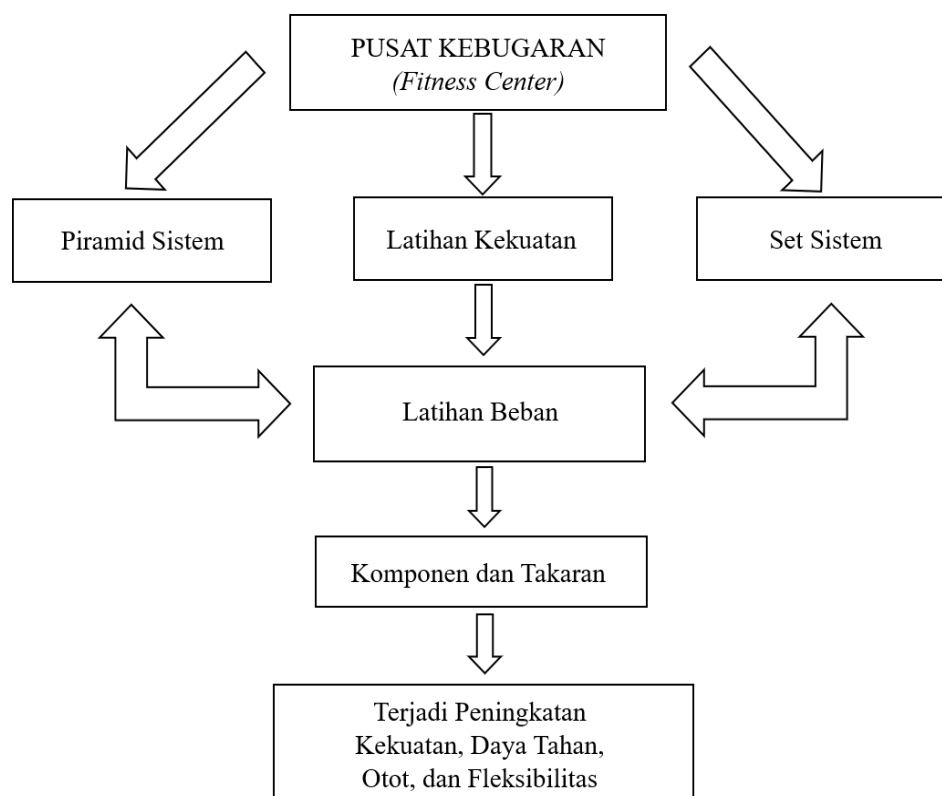 PUSAT KEBUGARAN
(Fitness Center)
Piramid Sistem
Latihan Kekuatan
Set Sistem
Latihan Beban
Komponen dan Takaran
Terjadi Peningkatan
Kekuatan, Daya Tahan,
Otot, dan Fleksibilitas